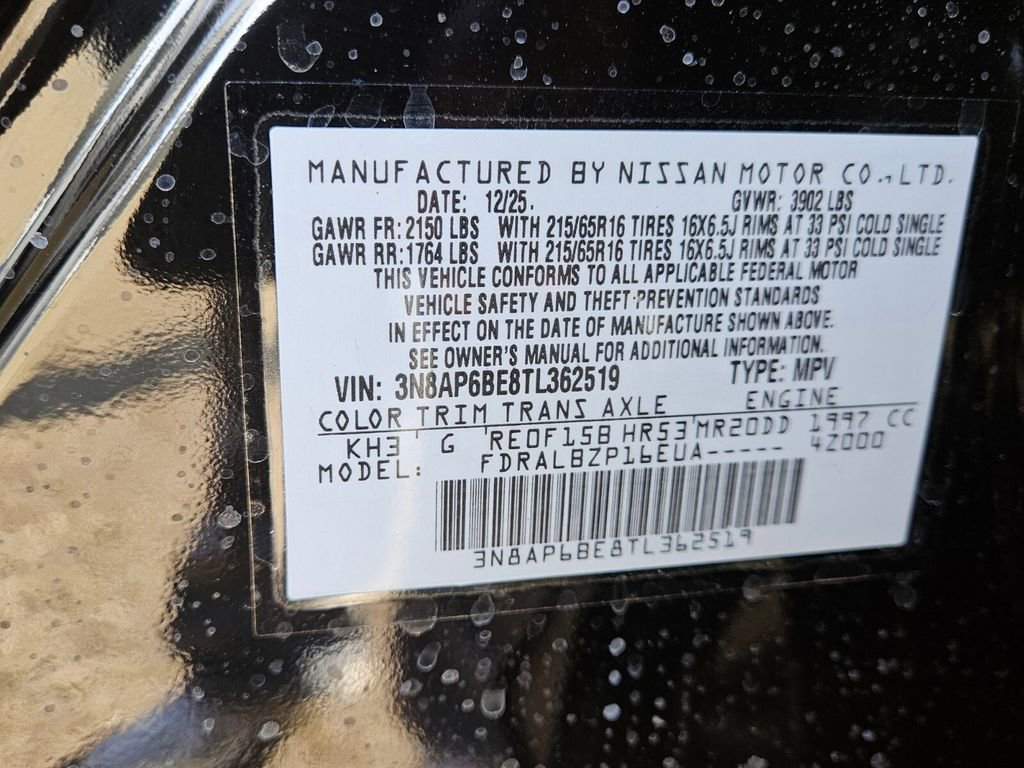 MANUFACTURED BY NISSAN MOTOR CO., LTD.
DATE: 12/25. GVWR: 3902 LBS
GAWR FR: 2150 LBS WITH 215/65R16 TIRES 16X6.5J RIMS AT 33 PSI COLD SINGLE
GAWR RR: 1764 LBS WITH 215/65R16 TIRES 16X6.5J RIMS AT 33 PSI COLD SINGLE
THIS VEHICLE CONFORMS TO ALL APPLICABLE FEDERAL MOTOR
VEHICLE SAFETY AND THEFT PREVENTION STANDARDS
IN EFFECT ON THE DATE OF MANUFACTURE SHOWN ABOVE.
SEE OWNER'S MANUAL FOR ADDITIONAL INFORMATION.
VIN: 3N8AP6BE8TL362519 TYPE: MPV
COLOR TRIM TRANS AXLE ENGINE
KH3 G RE0F15B HR53 MR20DD 1997 CC
MODEL: FDRALBZP16EUA----- 4Z000
3N8AP6BE8TL362519